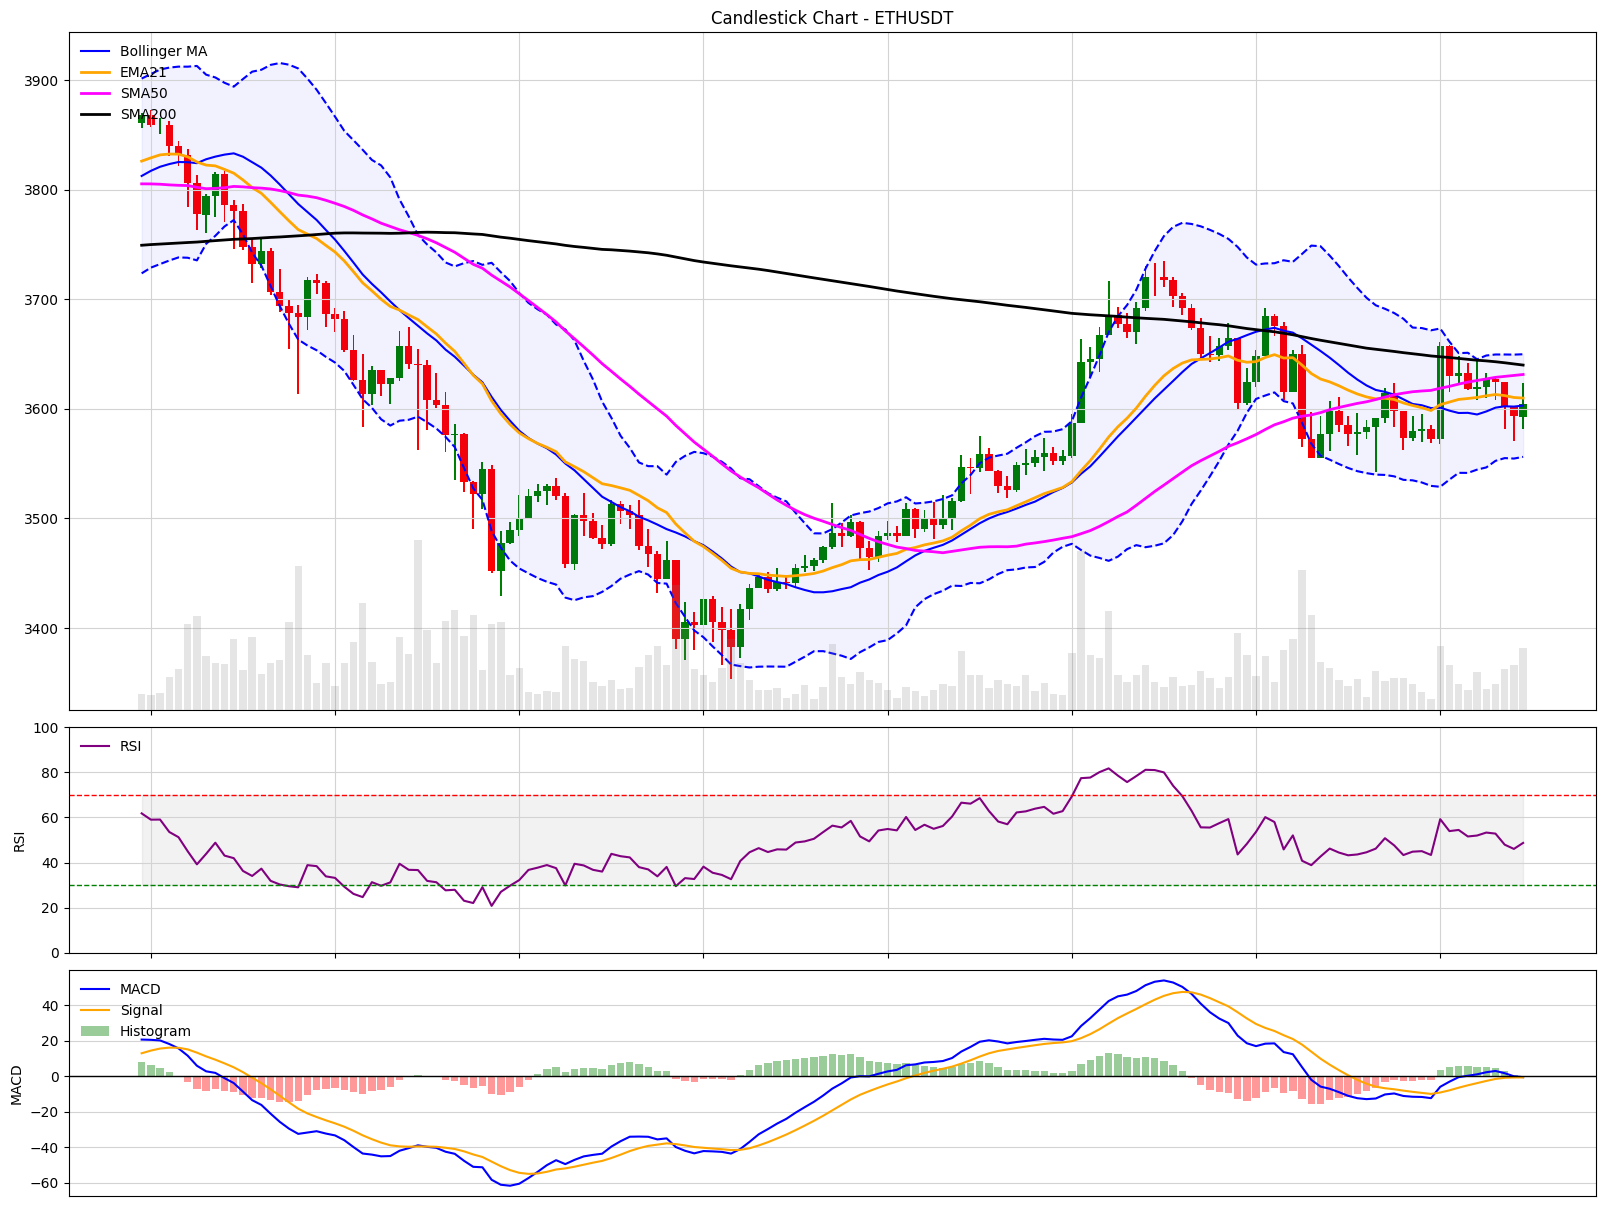 Candlestick Chart - ETHUSDT
Bollinger MA
EMA21
SMA50
SMA200
3900
3800
3700
3600
3500
3400
RSI
100
80
60
40
20
0
RSI
MACD
Signal
Histogram
40
20
0
−20
−40
−60
MACD